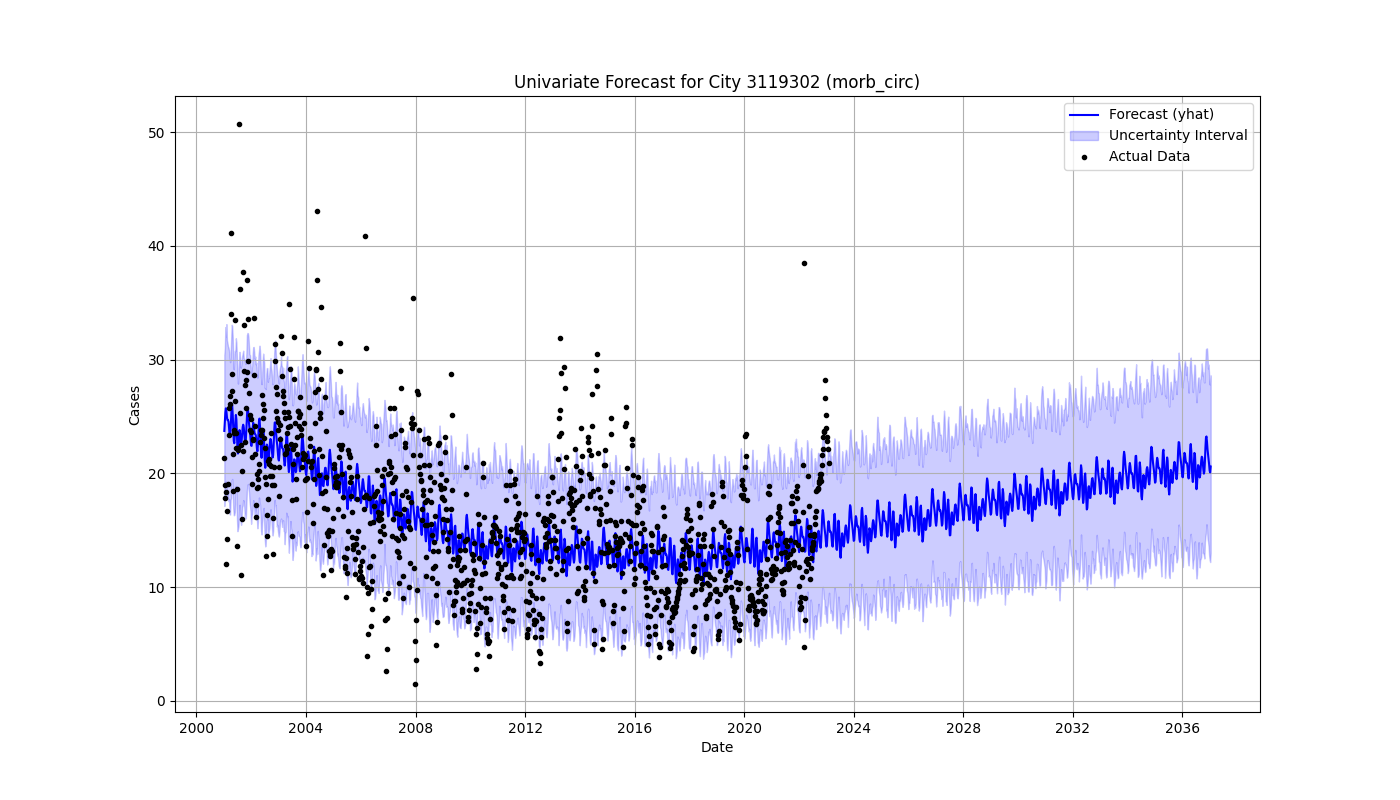 Univariate Forecast for City 3119302 (morb_circ)
Forecast (yhat)
Uncertainty Interval
Actual Data
Cases
50
40
30
20
10
0
2000 2004 2008 2012 2016 2020 2024 2028 2032 2036
Date